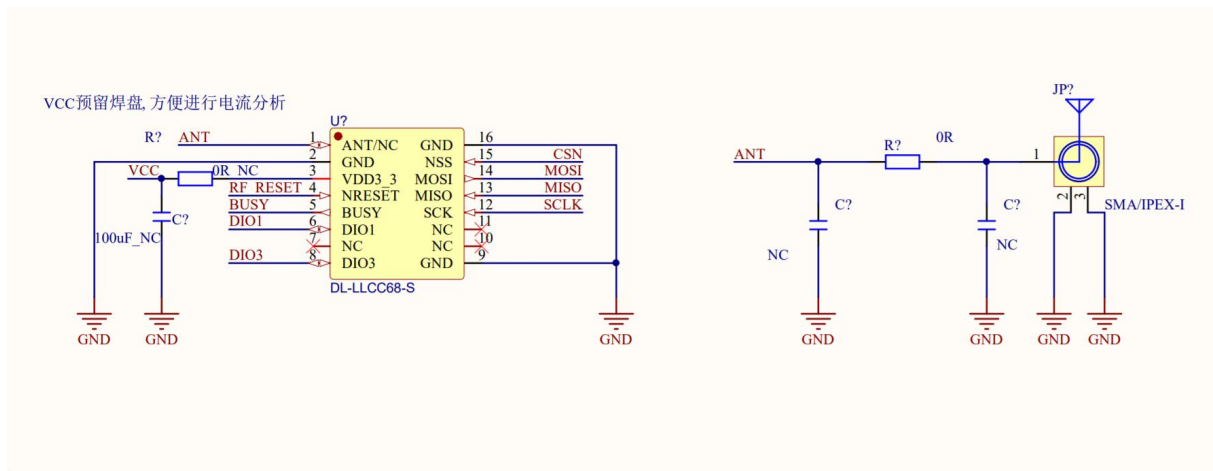 VCC预留焊盘,方便进行电流分析
U?
R? ANT 1 ANT/NC GND 16
2 GND NSS 15 CSN
VCC 0R_NC 3 VDD3_3 MOSI 14 MOSI
RF_RESET 4 NRESET MISO 13 MISO
BUSY 5 BUSY SCK 12 SCLK
C?
DIO1 6 DIO1 NC 11
100uF_NC 7 NC NC 10
DIO3 8 DIO3 GND 9
DL-LLCC68-S
GND GND GND
JP?
R? 0R
ANT 1
2 3
C? C? SMA/IPEX-I
NC NC
GND GND GND GND